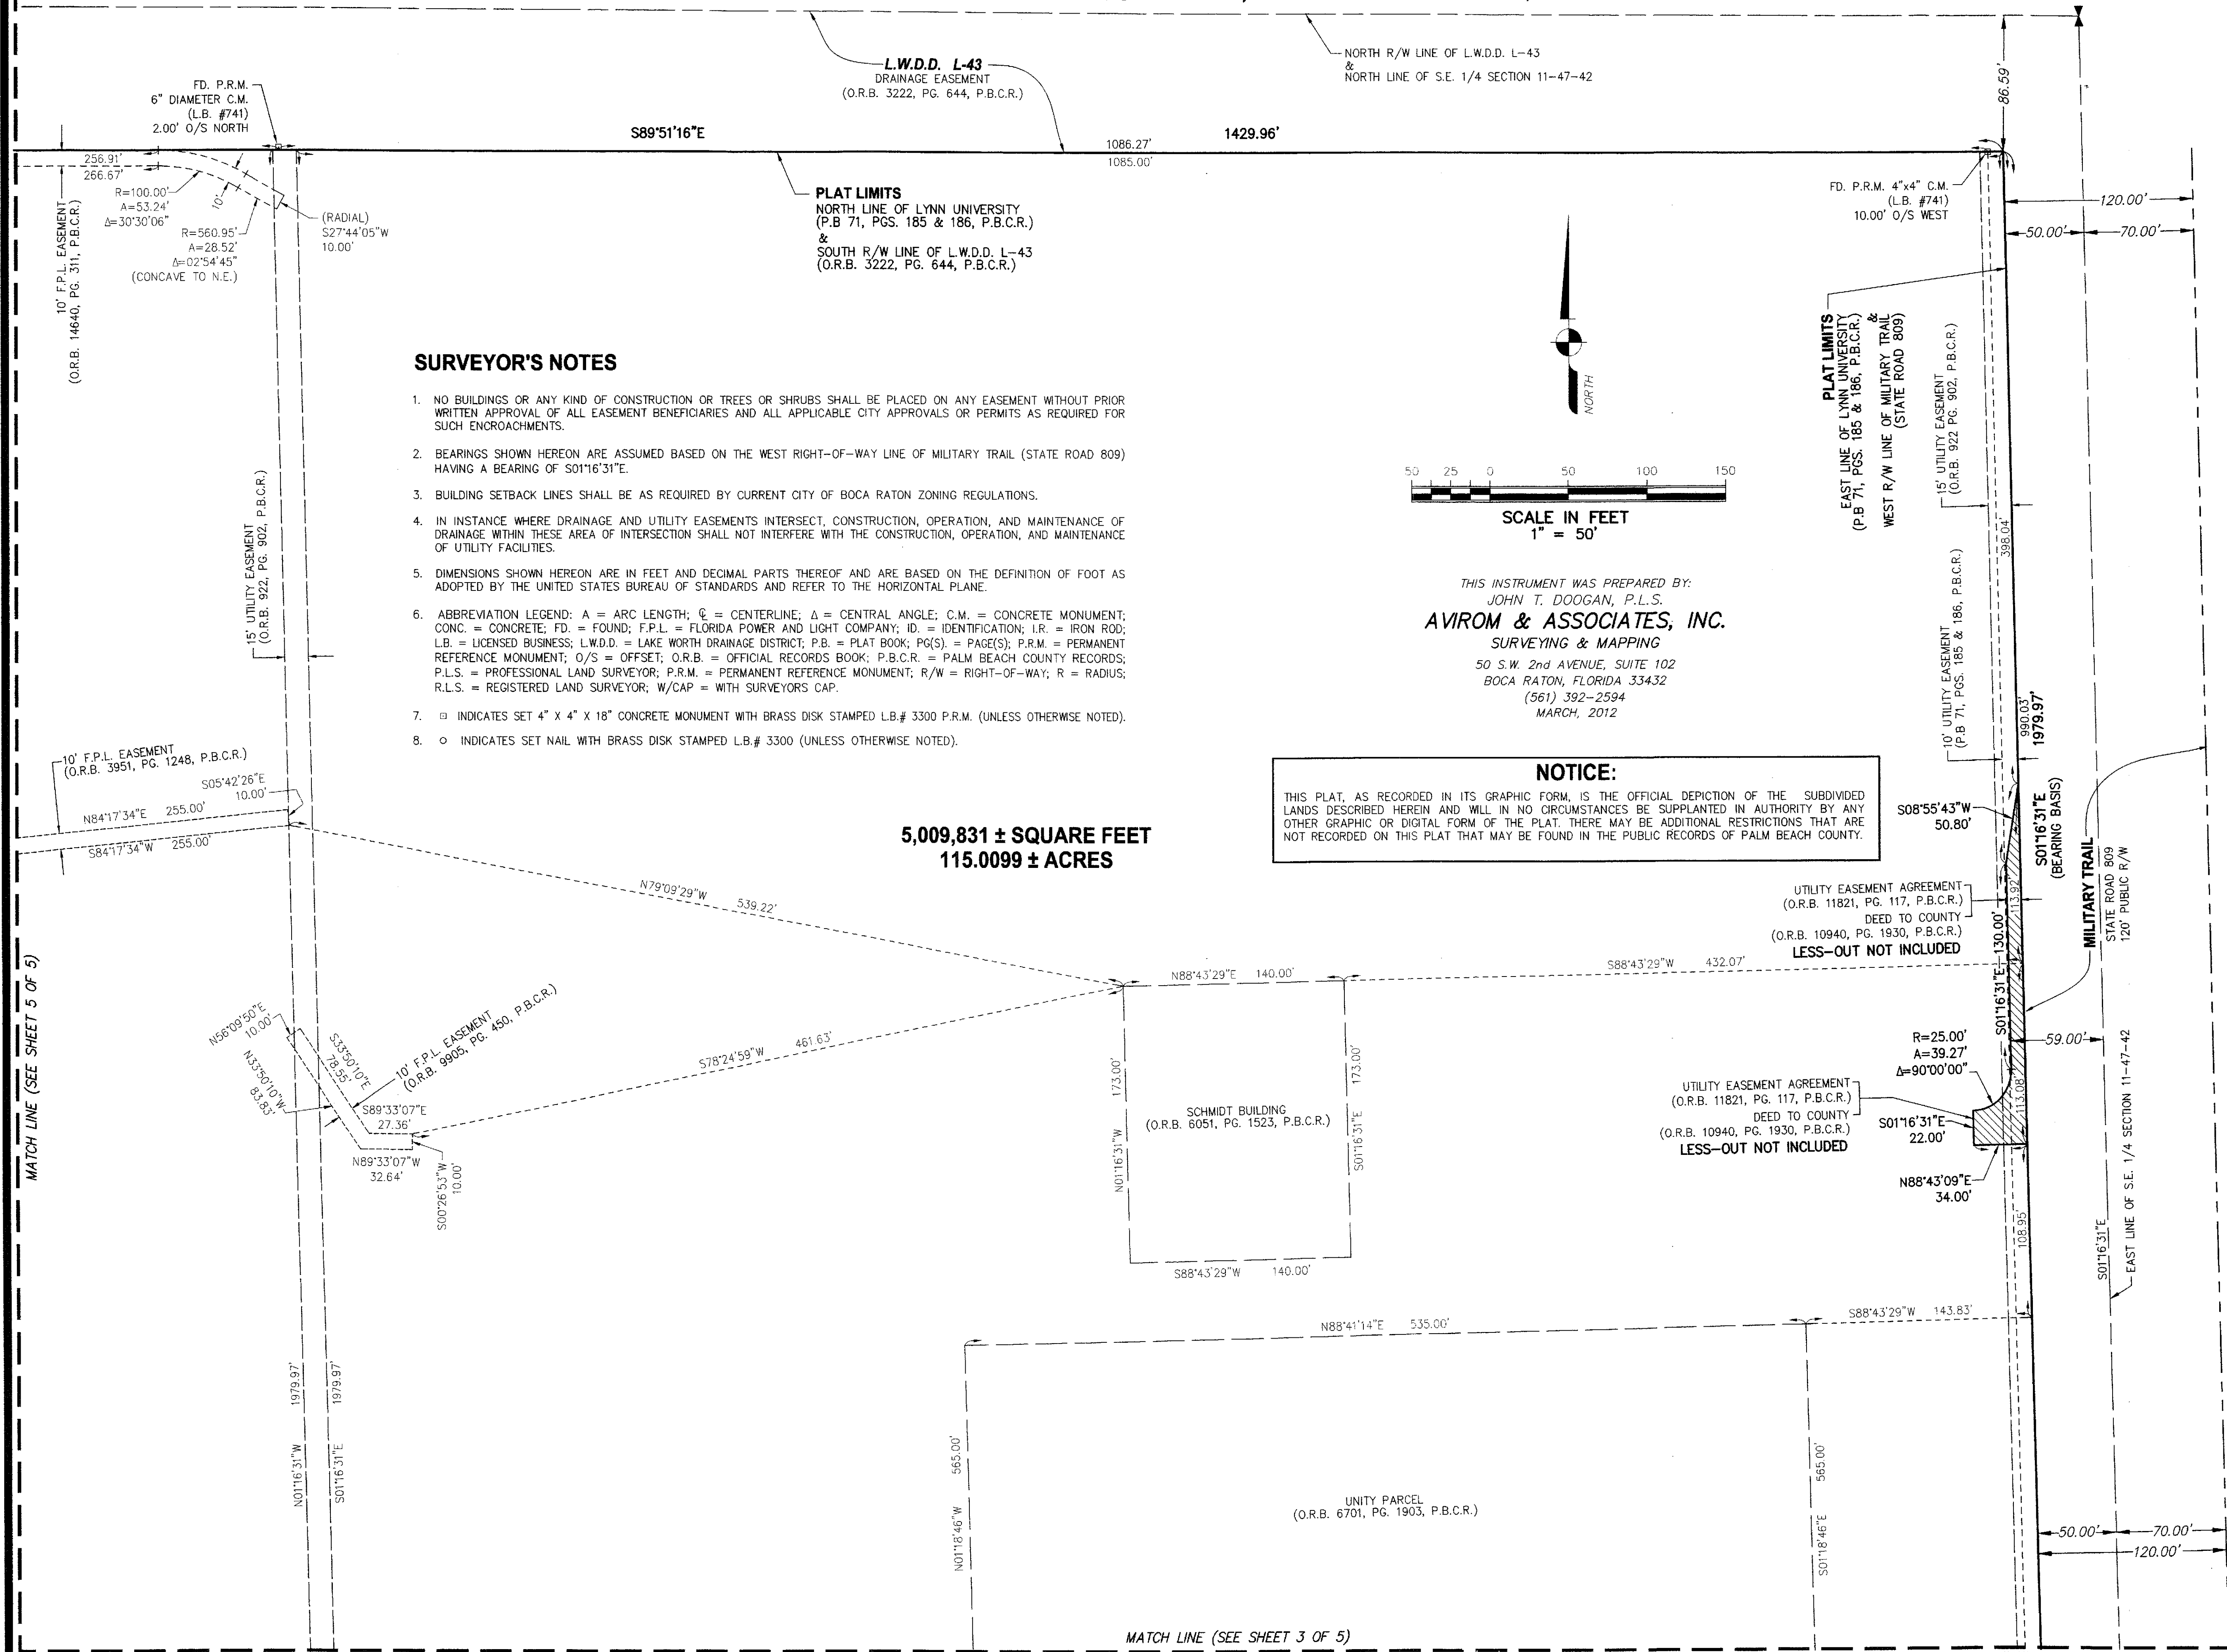 L.W.D.D. L-43
DRAINAGE EASEMENT
(O.R.B. 3222, PG. 644, P.B.C.R.)
NORTH R/W LINE OF L.W.D.D. L-43
&
NORTH LINE OF S.E. 1/4 SECTION 11-47-42
86.59'
FD. P.R.M.
6" DIAMETER C.M.
(L.B. #741)
2.00' O/S NORTH
S89°51'16"E
1429.96'
1086.27'
1085.00'
256.91'
266.67'
R=100.00'
A=53.24'
Δ=30°30'06"
10'
R=560.95'
A=28.52'
Δ=02°54'45"
(CONCAVE TO N.E.)
(RADIAL)
S27°44'05"W
10.00'
10' F.P.L. EASEMENT
(O.R.B. 14640, PG. 311, P.B.C.R.)
PLAT LIMITS
NORTH LINE OF LYNN UNIVERSITY
(P.B 71, PGS. 185 & 186, P.B.C.R.)
&
SOUTH R/W LINE OF L.W.D.D. L-43
(O.R.B. 3222, PG. 644, P.B.C.R.)
FD. P.R.M. 4"x4" C.M.
(L.B. #741)
10.00' O/S WEST
120.00'
50.00'
70.00'
NORTH
PLAT LIMITS
EAST LINE OF LYNN UNIVERSITY
(P.B 71, PGS. 185 & 186, P.B.C.R.)
&
WEST R/W LINE OF MILITARY TRAIL
(STATE ROAD 809)
15' UTILITY EASEMENT
(O.R.B. 922 PG. 902, P.B.C.R.)
SURVEYOR'S NOTES
1. NO BUILDINGS OR ANY KIND OF CONSTRUCTION OR TREES OR SHRUBS SHALL BE PLACED ON ANY EASEMENT WITHOUT PRIOR
WRITTEN APPROVAL OF ALL EASEMENT BENEFICIARIES AND ALL APPLICABLE CITY APPROVALS OR PERMITS AS REQUIRED FOR
SUCH ENCROACHMENTS.
2. BEARINGS SHOWN HEREON ARE ASSUMED BASED ON THE WEST RIGHT-OF-WAY LINE OF MILITARY TRAIL (STATE ROAD 809)
HAVING A BEARING OF S01°16'31"E.
3. BUILDING SETBACK LINES SHALL BE AS REQUIRED BY CURRENT CITY OF BOCA RATON ZONING REGULATIONS.
4. IN INSTANCE WHERE DRAINAGE AND UTILITY EASEMENTS INTERSECT, CONSTRUCTION, OPERATION, AND MAINTENANCE OF
DRAINAGE WITHIN THESE AREA OF INTERSECTION SHALL NOT INTERFERE WITH THE CONSTRUCTION, OPERATION, AND MAINTENANCE
OF UTILITY FACILITIES.
5. DIMENSIONS SHOWN HEREON ARE IN FEET AND DECIMAL PARTS THEREOF AND ARE BASED ON THE DEFINITION OF FOOT AS
ADOPTED BY THE UNITED STATES BUREAU OF STANDARDS AND REFER TO THE HORIZONTAL PLANE.
6. ABBREVIATION LEGEND: A = ARC LENGTH; ℄ = CENTERLINE; Δ = CENTRAL ANGLE; C.M. = CONCRETE MONUMENT;
CONC. = CONCRETE; FD. = FOUND; F.P.L. = FLORIDA POWER AND LIGHT COMPANY; ID. = IDENTIFICATION; I.R. = IRON ROD;
L.B. = LICENSED BUSINESS; L.W.D.D. = LAKE WORTH DRAINAGE DISTRICT; P.B. = PLAT BOOK; PG(S). = PAGE(S); P.R.M. = PERMANENT
REFERENCE MONUMENT; O/S = OFFSET; O.R.B. = OFFICIAL RECORDS BOOK; P.B.C.R. = PALM BEACH COUNTY RECORDS;
P.L.S. = PROFESSIONAL LAND SURVEYOR; P.R.M. = PERMANENT REFERENCE MONUMENT; R/W = RIGHT-OF-WAY; R = RADIUS;
R.L.S. = REGISTERED LAND SURVEYOR; W/CAP = WITH SURVEYORS CAP.
7. ⊡ INDICATES SET 4" X 4" X 18" CONCRETE MONUMENT WITH BRASS DISK STAMPED L.B.# 3300 P.R.M. (UNLESS OTHERWISE NOTED).
8. O INDICATES SET NAIL WITH BRASS DISK STAMPED L.B.# 3300 (UNLESS OTHERWISE NOTED).
50 25 0 50 100 150
SCALE IN FEET
1" = 50'
THIS INSTRUMENT WAS PREPARED BY:
JOHN T. DOOGAN, P.L.S.
AVIROM & ASSOCIATES, INC.
SURVEYING & MAPPING
50 S.W. 2nd AVENUE, SUITE 102
BOCA RATON, FLORIDA 33432
(561) 392-2594
MARCH, 2012
15' UTILITY EASEMENT
(O.R.B. 922, PG. 902, P.B.C.R.)
398.04'
10' UTILITY EASEMENT
(P.B 71, PGS. 185 & 186, P.B.C.R.)
990.03'
1979.97'
S01°16'31"E
(BEARING BASIS)
MILITARY TRAIL
STATE ROAD 809
120' PUBLIC R/W
NOTICE:
THIS PLAT, AS RECORDED IN ITS GRAPHIC FORM, IS THE OFFICIAL DEPICTION OF THE SUBDIVIDED
LANDS DESCRIBED HEREIN AND WILL IN NO CIRCUMSTANCES BE SUPPLANTED IN AUTHORITY BY ANY
OTHER GRAPHIC OR DIGITAL FORM OF THE PLAT. THERE MAY BE ADDITIONAL RESTRICTIONS THAT ARE
NOT RECORDED ON THIS PLAT THAT MAY BE FOUND IN THE PUBLIC RECORDS OF PALM BEACH COUNTY.
10' F.P.L. EASEMENT
(O.R.B. 3951, PG. 1248, P.B.C.R.)
S05°42'26"E
10.00'
N84°17'34"E 255.00'
S84°17'34"W 255.00'
5,009,831 ± SQUARE FEET
115.0099 ± ACRES
S08°55'43"W
50.80'
N79°09'29"W 539.22'
UTILITY EASEMENT AGREEMENT
(O.R.B. 11821, PG. 117, P.B.C.R.)
DEED TO COUNTY
(O.R.B. 10940, PG. 1930, P.B.C.R.)
LESS-OUT NOT INCLUDED
113.92'
S01°16'31"E 130.00'
N88°43'29"E 140.00'
S88°43'29"W 432.07'
MATCH LINE (SEE SHEET 5 OF 5)
N56°09'50"E
10.00'
S33°50'10"E
78.55'
N33°50'10"W
83.83'
10' F.P.L. EASEMENT
(O.R.B. 9905, PG. 450, P.B.C.R.)
S89°33'07"E
27.36'
N89°33'07"W
32.64'
S00°26'53"W
10.00'
S78°24'59"W 461.63'
N01°16'31"W 173.00'
SCHMIDT BUILDING
(O.R.B. 6051, PG. 1523, P.B.C.R.)
S01°16'31"E 173.00'
S88°43'29"W 140.00'
59.00'
R=25.00'
A=39.27'
Δ=90°00'00"
113.08'
UTILITY EASEMENT AGREEMENT
(O.R.B. 11821, PG. 117, P.B.C.R.)
DEED TO COUNTY
(O.R.B. 10940, PG. 1930, P.B.C.R.)
LESS-OUT NOT INCLUDED
S01°16'31"E
22.00'
N88°43'09"E
34.00'
108.95'
S01°16'31"E
EAST LINE OF S.E. 1/4 SECTION 11-47-42
N88°41'14"E 535.00'
S88°43'29"W 143.83'
N01°16'31"W 1979.97'
S01°16'31"E 1979.97'
N01°18'46"W 565.00'
UNITY PARCEL
(O.R.B. 6701, PG. 1903, P.B.C.R.)
S01°18'46"E 565.00'
50.00'
70.00'
120.00'
MATCH LINE (SEE SHEET 3 OF 5)